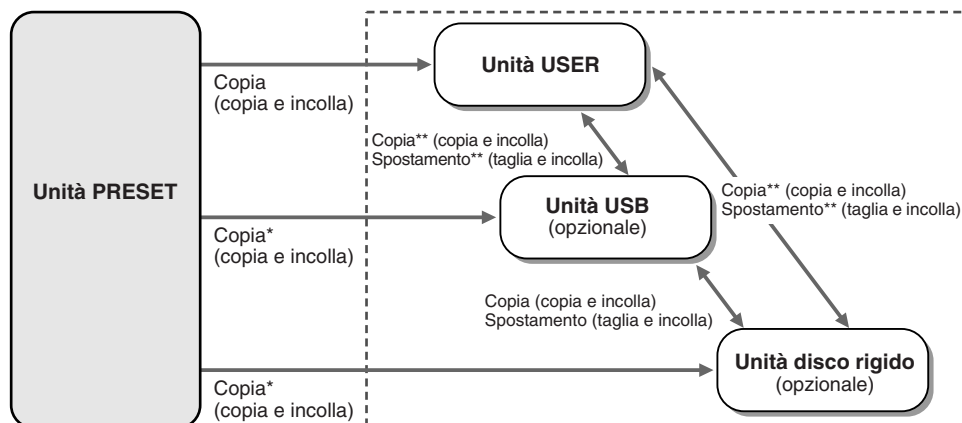 Unità USER
Copia
(copia e incolla)
Copia** (copia e incolla)
Spostamento** (taglia e incolla)
Unità PRESET
Copia** (copia e incolla)
Spostamento** (taglia e incolla)
Unità USB
(opzionale)
Copia*
(copia e incolla)
Copia (copia e incolla)
Spostamento (taglia e incolla)
Unità disco rigido
(opzionale)
Copia*
(copia e incolla)